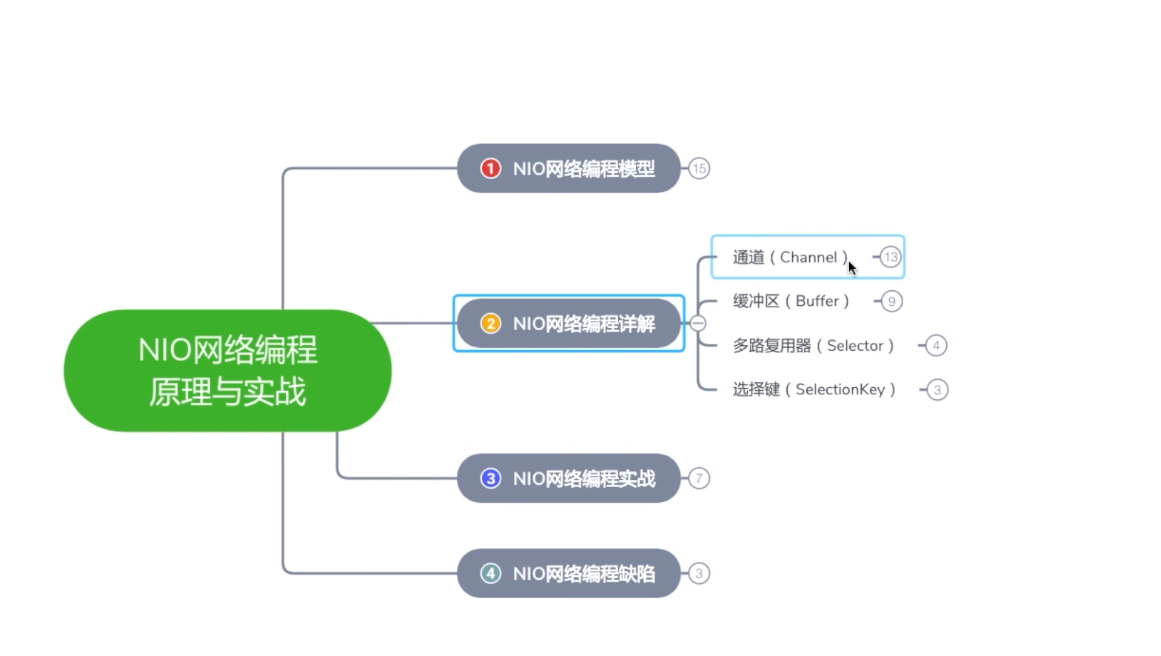 NIO网络编程
原理与实战
1 NIO网络编程模型 15
2 NIO网络编程详解
通道（Channel） 13
缓冲区（Buffer） 9
多路复用器（Selector） 4
选择键（SelectionKey） 3
3 NIO网络编程实战 7
4 NIO网络编程缺陷 3